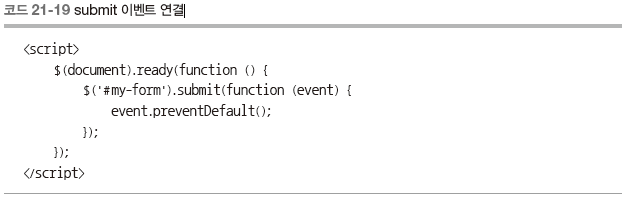 코드 21-19 submit 이벤트 연결
<script>
$(document).ready(function () {
$('#my-form').submit(function (event) {
event.preventDefault();
});
});
</script>